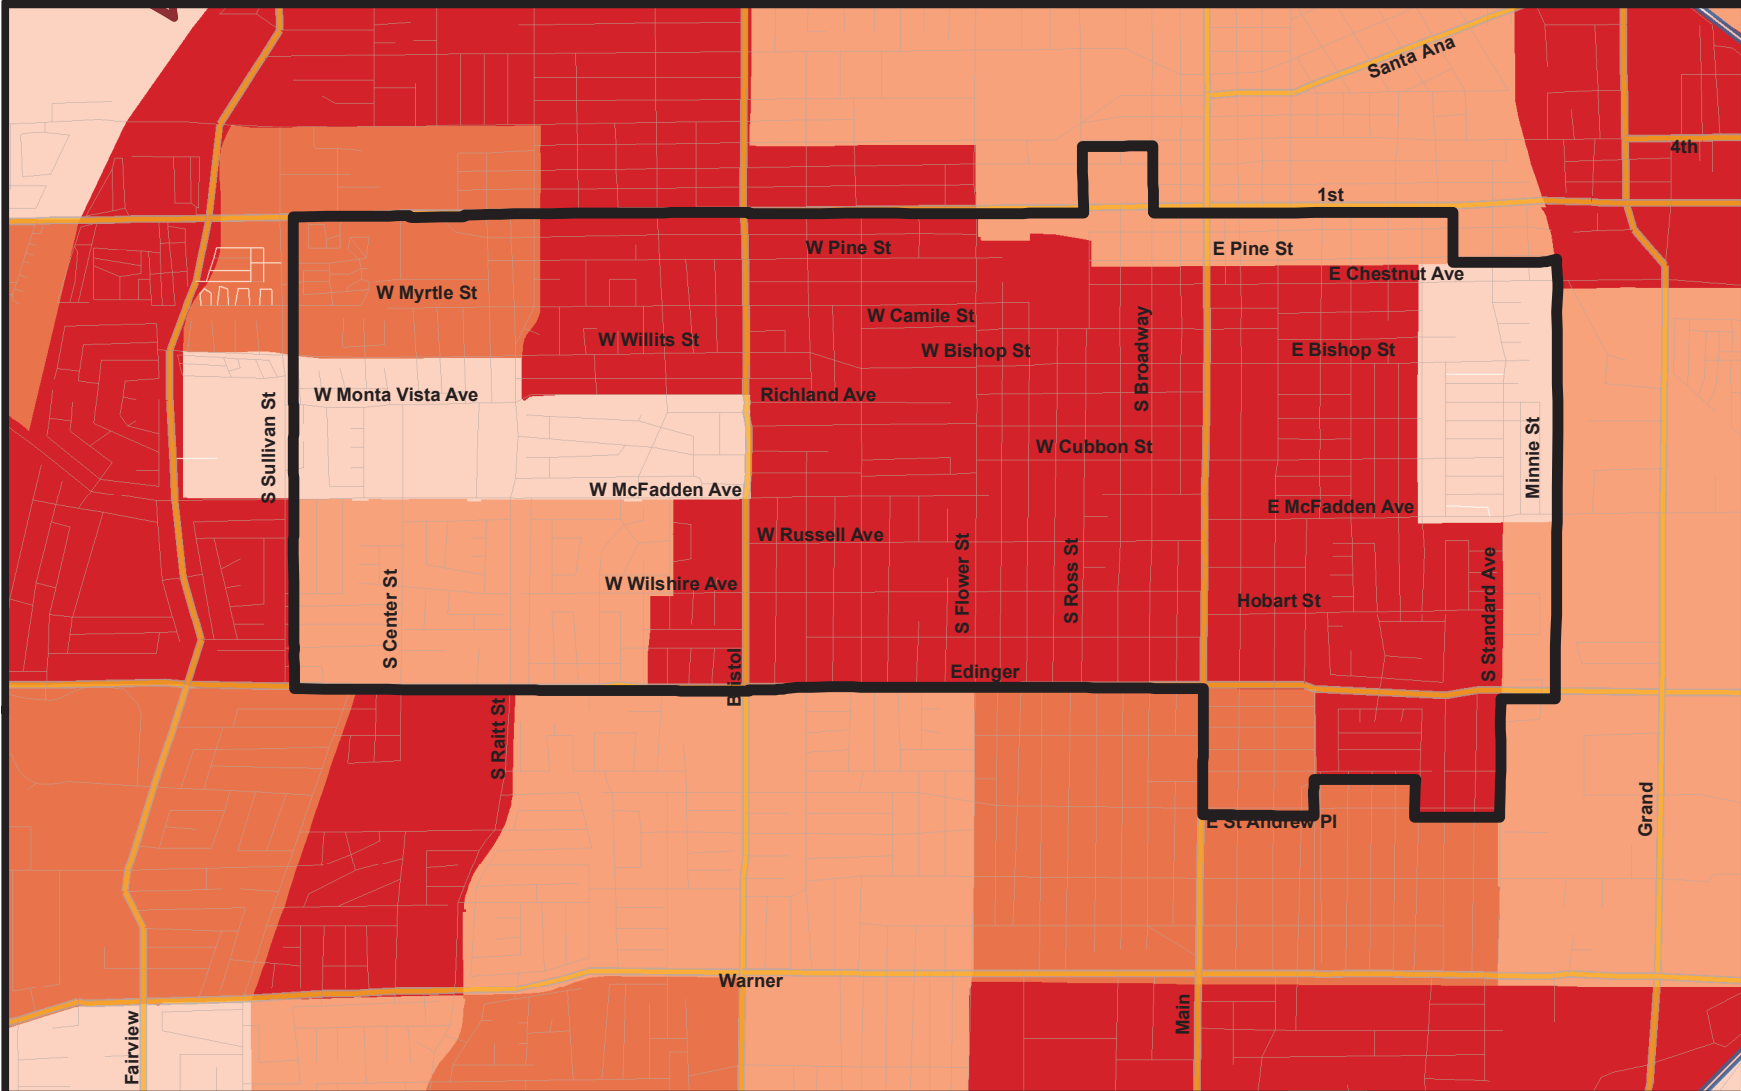 Santa Ana
4th
1st
W Pine St
E Pine St
E Chestnut Ave
W Myrtle St
W Camile St
W Willits St
W Bishop St
S Broadway
E Bishop St
W Monta Vista Ave
Richland Ave
S Sullivan St
W Cubbon St
Minnie St
W McFadden Ave
E McFadden Ave
W Russell Ave
S Flower St
S Ross St
W Wilshire Ave
S Center St
Hobart St
S Standard Ave
Edinger
Bristol
S Raitt St
E St Andrew Pl
Grand
Warner
Main
Fairview